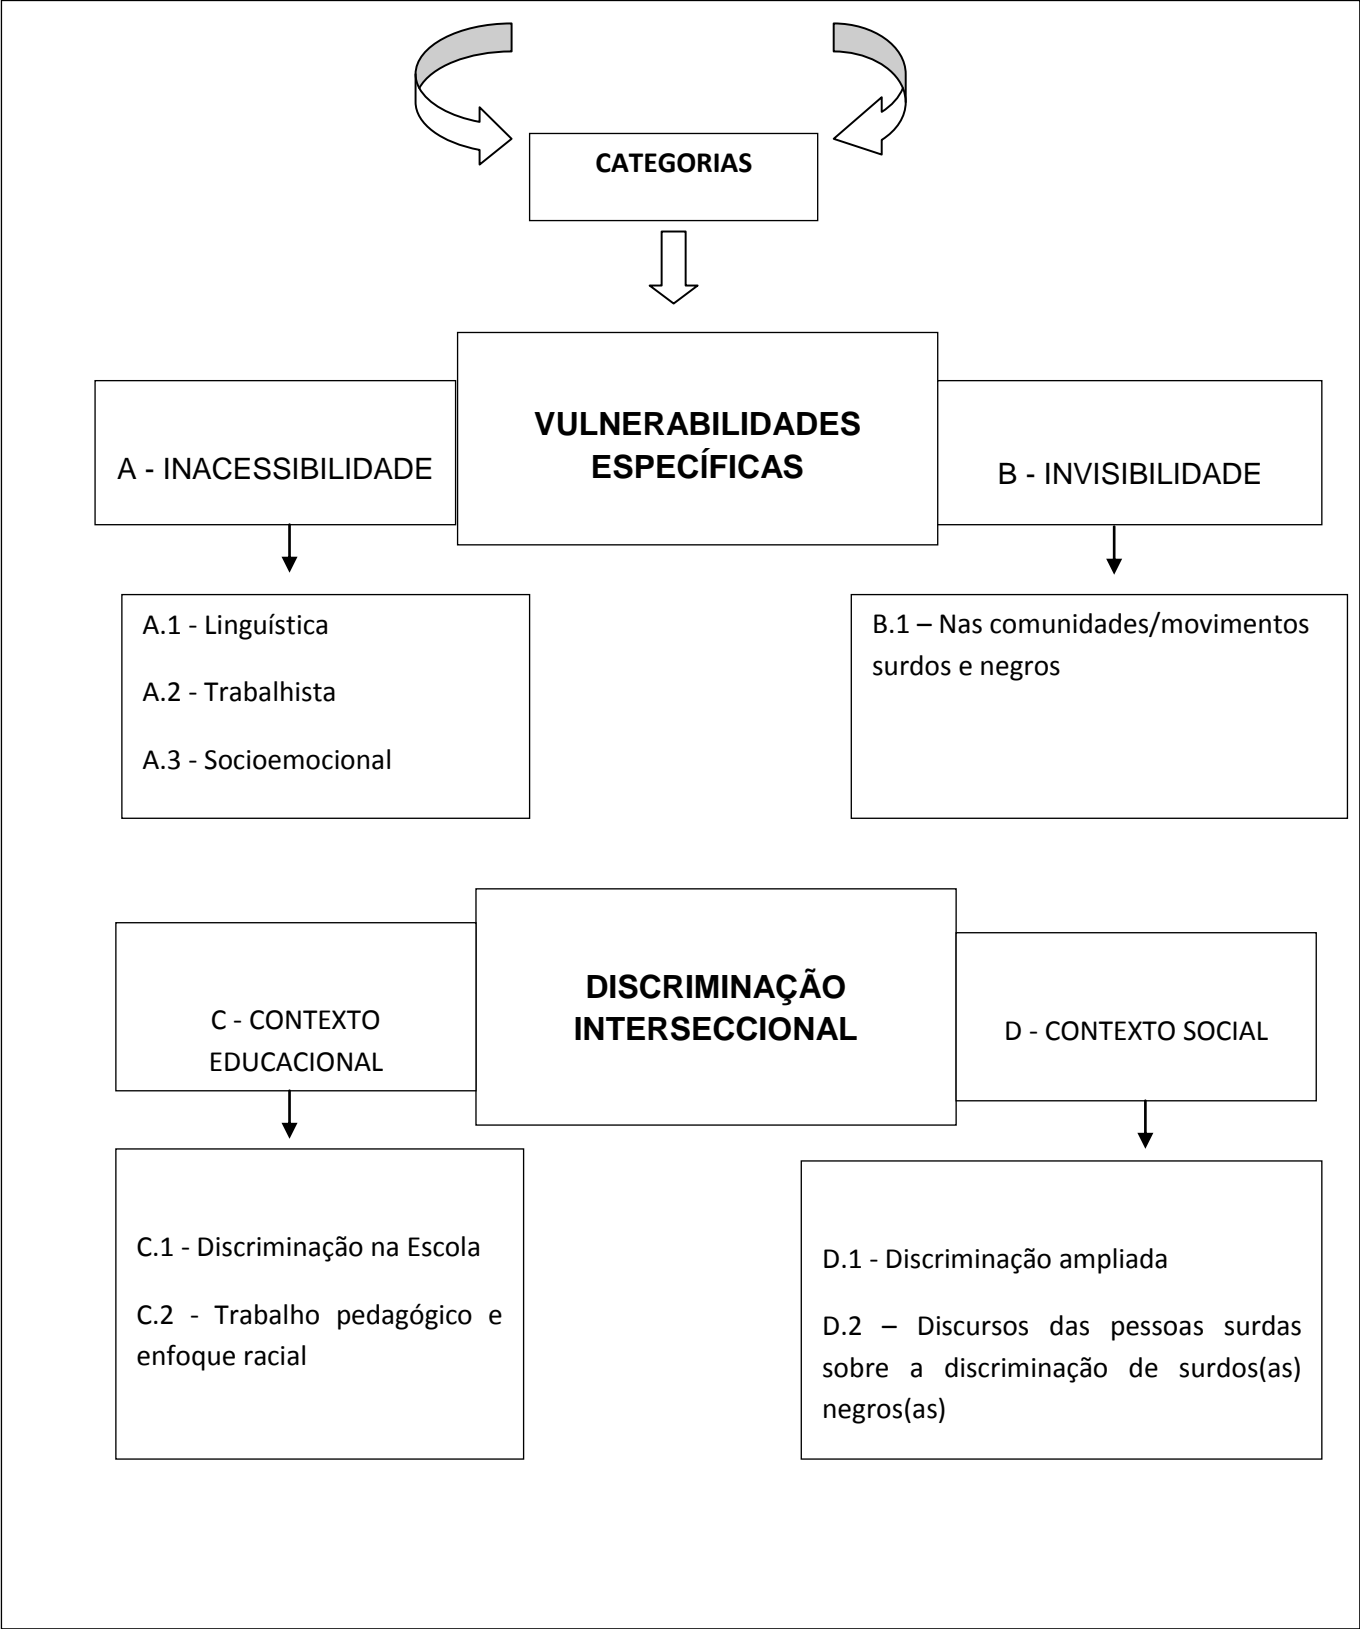 CATEGORIAS
VULNERABILIDADES
ESPECÍFICAS
A - INACESSIBILIDADE
B - INVISIBILIDADE
A.1 - Linguística
A.2 - Trabalhista
A.3 - Socioemocional
B.1 – Nas comunidades/movimentos
surdos e negros
DISCRIMINAÇÃO
INTERSECCIONAL
C - CONTEXTO
EDUCACIONAL
D - CONTEXTO SOCIAL
C.1 - Discriminação na Escola
C.2 - Trabalho pedagógico e
enfoque racial
D.1 - Discriminação ampliada
D.2 – Discursos das pessoas surdas
sobre a discriminação de surdos(as)
negros(as)